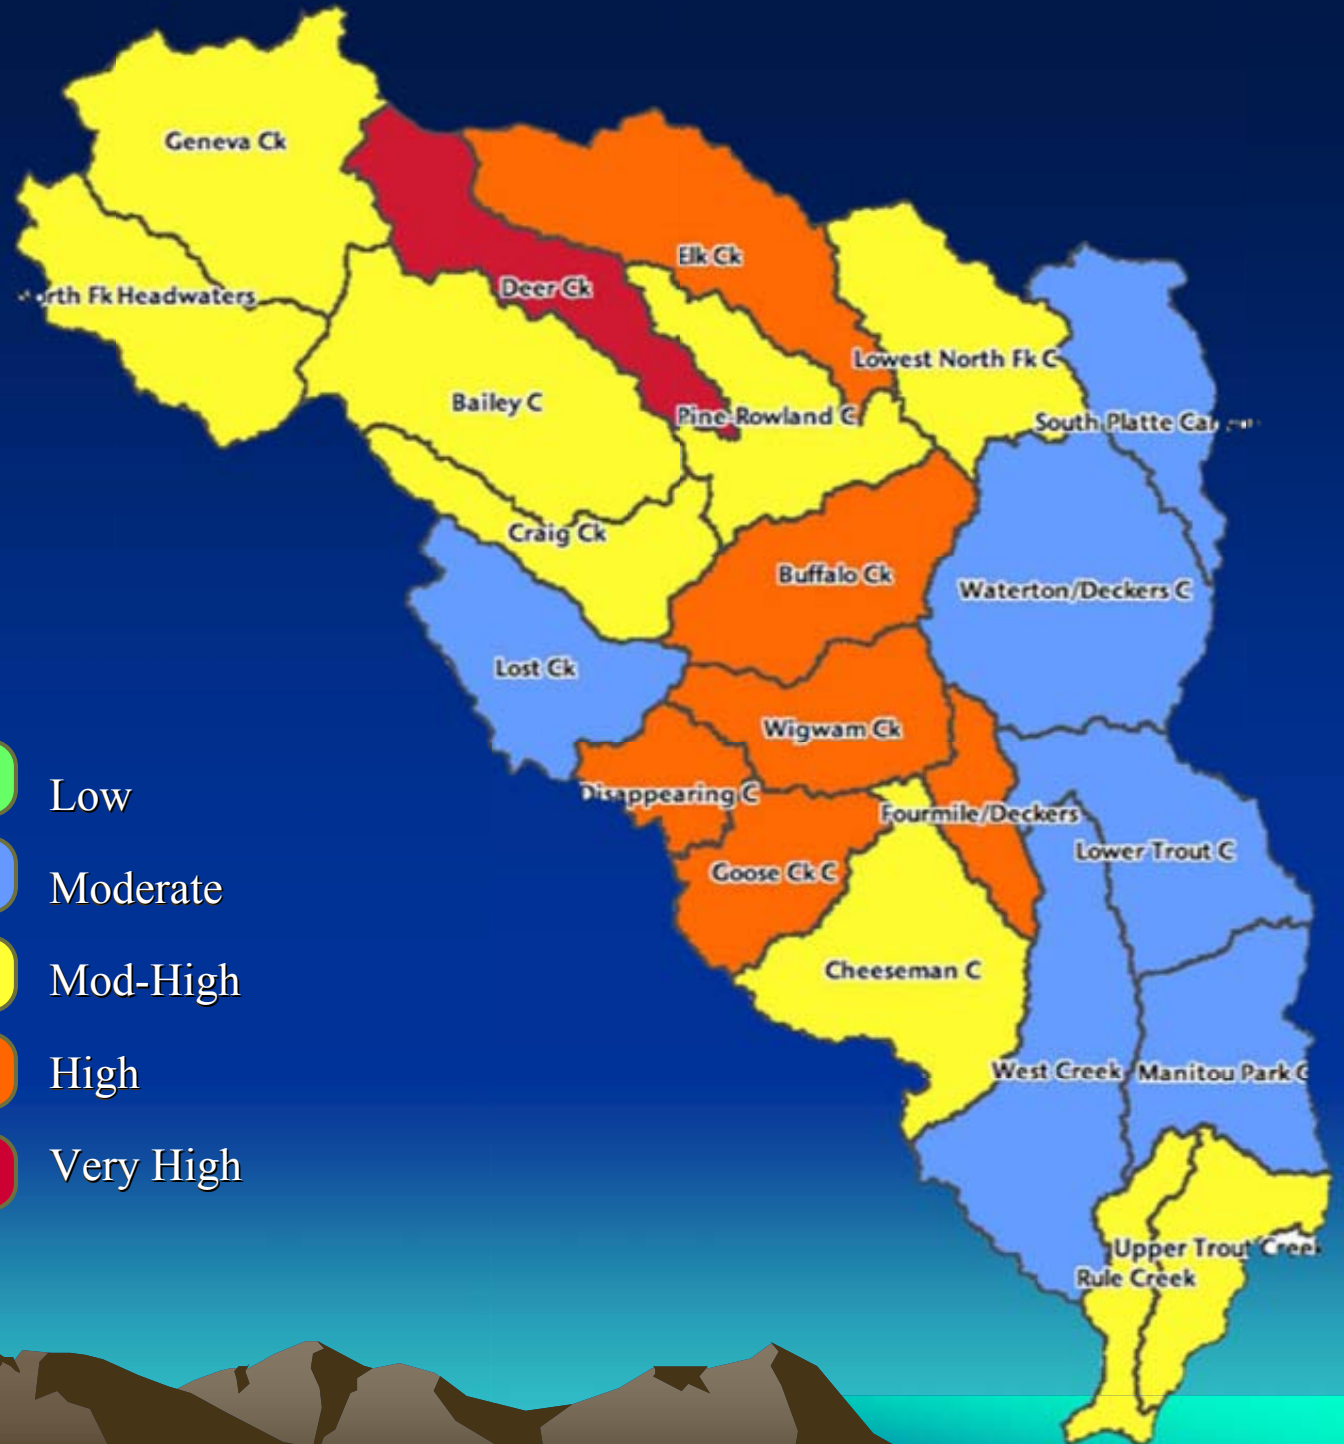 Geneva Ck
Elk Ck
Deer Ck
rth Fk Headwaters
Lowest North Fk C
Bailey C
Pine-Rowland C
South Platte Ca
Craig Ck
Buffalo Ck
Waterton/Deckers C
Lost Ck
Wigwam Ck
Disappearing C
Fourmile/Deckers
Lower Trout C
Goose Ck C
Cheeseman C
West Creek
Manitou Park C
Upper Trout Creek
Rule Creek
Low
Moderate
Mod-High
High
Very High